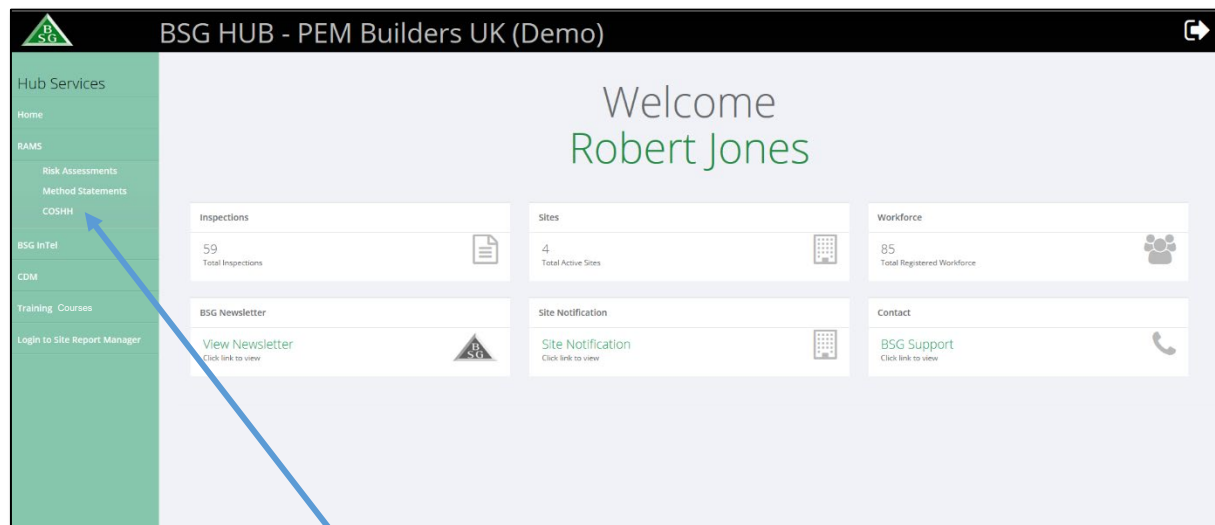 BSG
BSG HUB - PEM Builders UK (Demo)
Hub Services
Home
RAMS
Risk Assessments
Method Statements
COSHH
BSG InTel
CDM
Training Courses
Login to Site Report Manager
Welcome
Robert Jones
Inspections
59
Total Inspections
Sites
4
Total Active Sites
Workforce
85
Total Registered Workforce
BSG Newsletter
View Newsletter
Click link to view
BSG
Site Notification
Site Notification
Click link to view
Contact
BSG Support
Click link to view